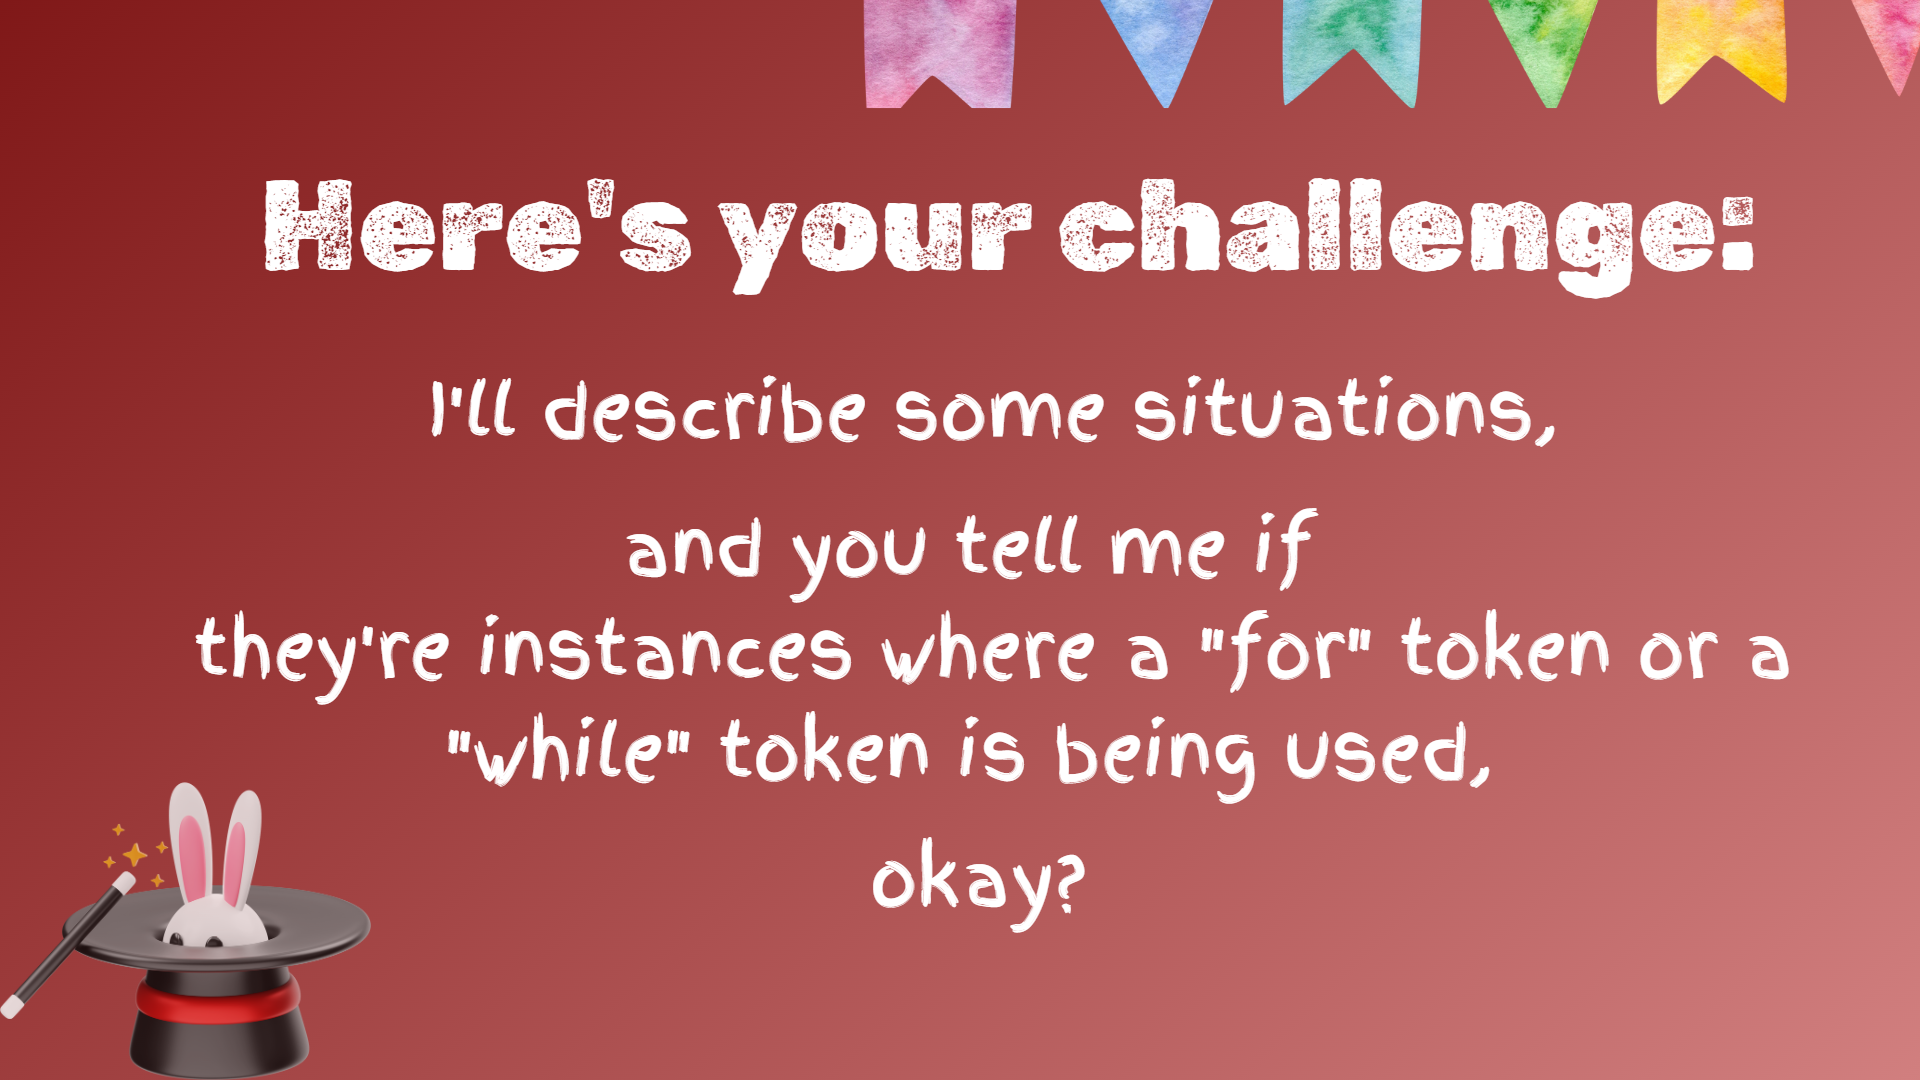 Here's your challenge:
I'll describe some situations,
and you tell me if
they're instances where a "for" token or a
"while" token is being used,
okay?